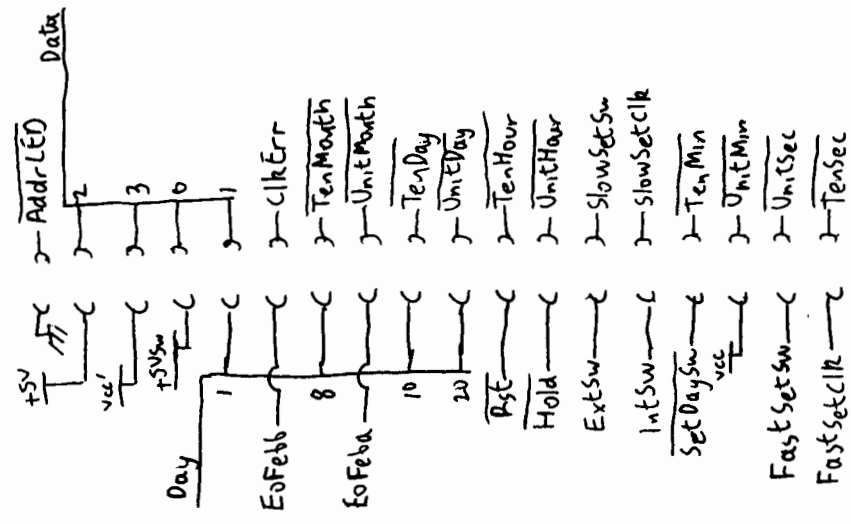 +5V
AddrLED
Data
2
Vcc'
3
+5VSw
0
Day
1
1
EoFebb
ClkErr
8
TenMonth
EoFeba
UnitMonth
10
TenDay
20
UnitDay
Rst
TenHour
Hold
UnitHour
ExtSw
SlowSetSw
IntSw
SlowSetClk
SetDaySw
TenMin
Vcc
UnitMin
FastSetSw
UnitSec
FastSetClk
TenSec